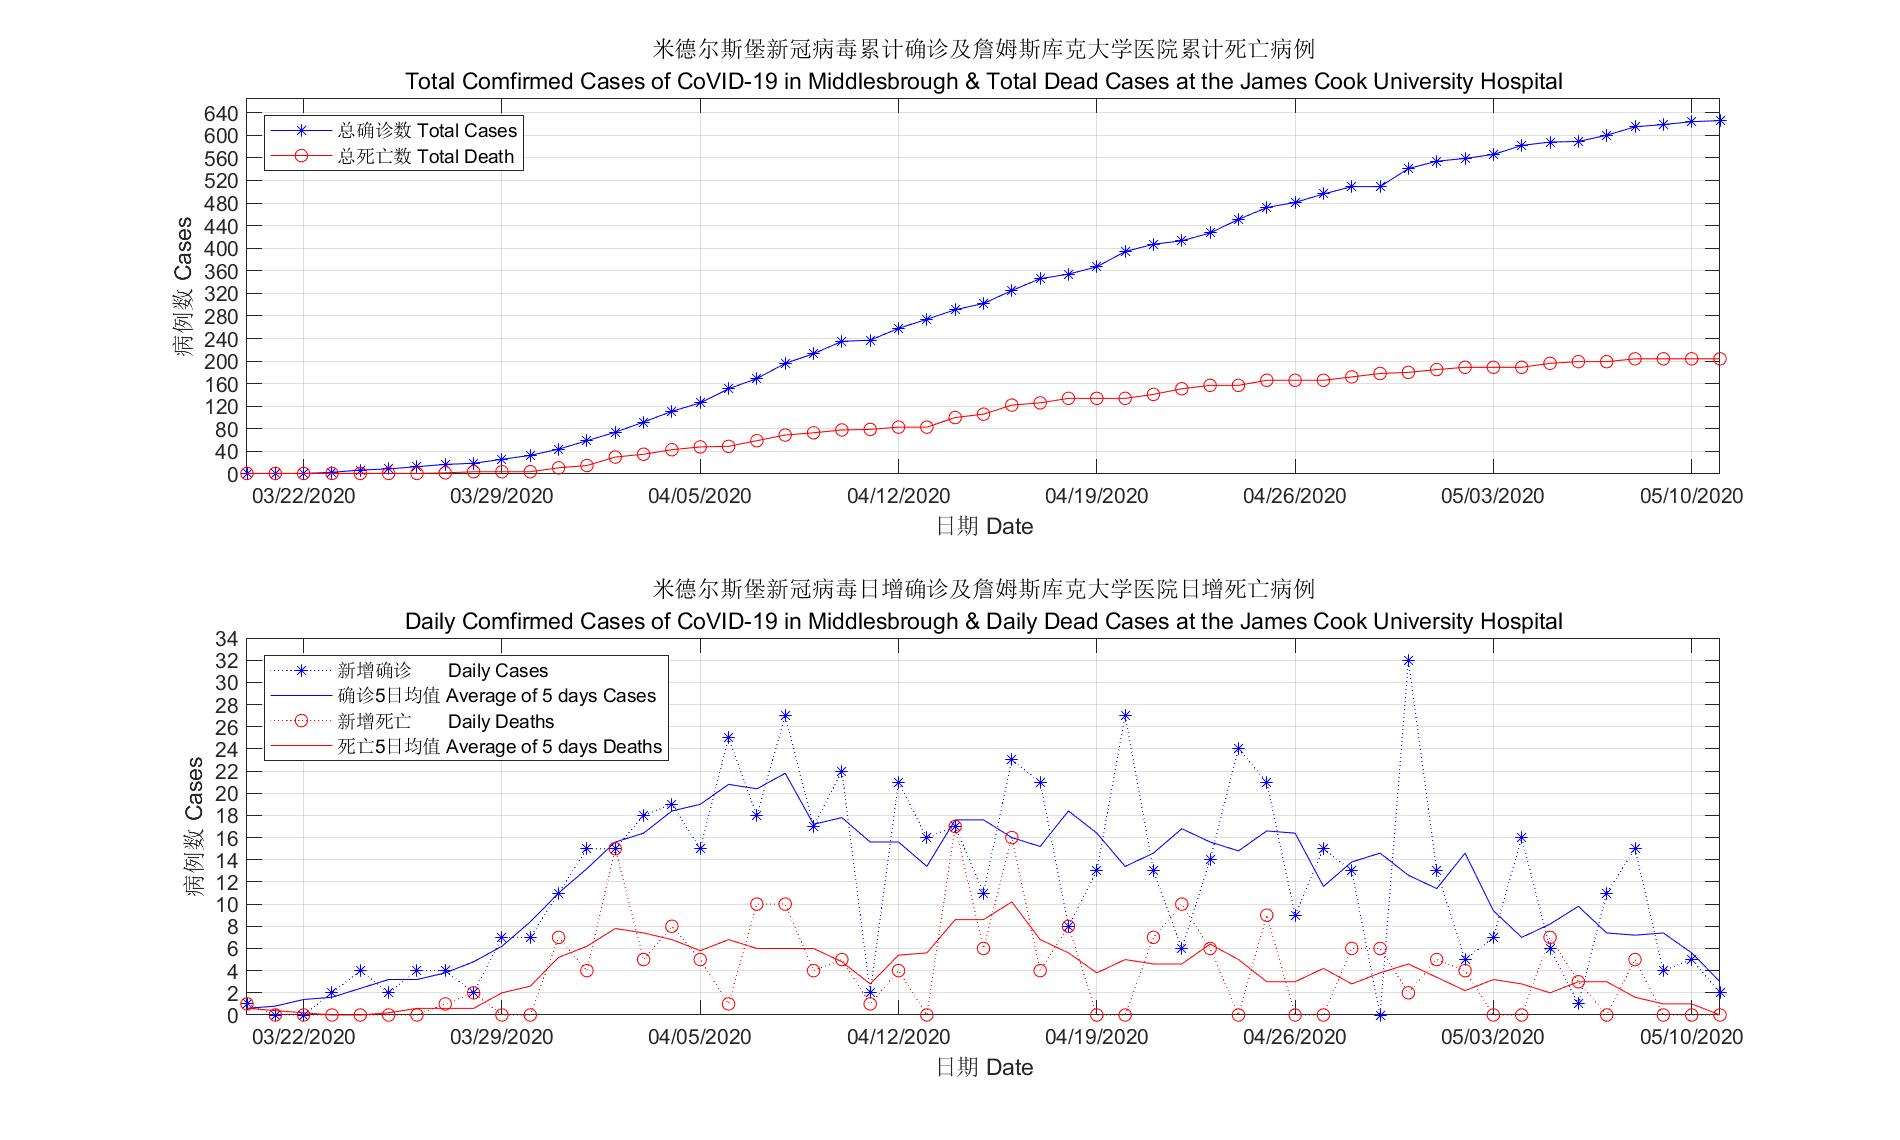 米德尔斯堡新冠病毒累计确诊及詹姆斯库克大学医院累计死亡病例
Total Comfirmed Cases of CoVID-19 in Middlesbrough & Total Dead Cases at the James Cook University Hospital
640
600
560
520
480
440
400
360
320
280
240
200
160
120
80
40
0
病例数 Cases
总确诊数 Total Cases
总死亡数 Total Death
03/22/2020 03/29/2020 04/05/2020 04/12/2020 04/19/2020 04/26/2020 05/03/2020 05/10/2020
日期 Date
米德尔斯堡新冠病毒日增确诊及詹姆斯库克大学医院日增死亡病例
Daily Comfirmed Cases of CoVID-19 in Middlesbrough & Daily Dead Cases at the James Cook University Hospital
34
32
30
28
26
24
22
20
18
16
14
12
10
8
6
4
2
0
病例数 Cases
新增确诊 Daily Cases
确诊5日均值 Average of 5 days Cases
新增死亡 Daily Deaths
死亡5日均值 Average of 5 days Deaths
03/22/2020 03/29/2020 04/05/2020 04/12/2020 04/19/2020 04/26/2020 05/03/2020 05/10/2020
日期 Date